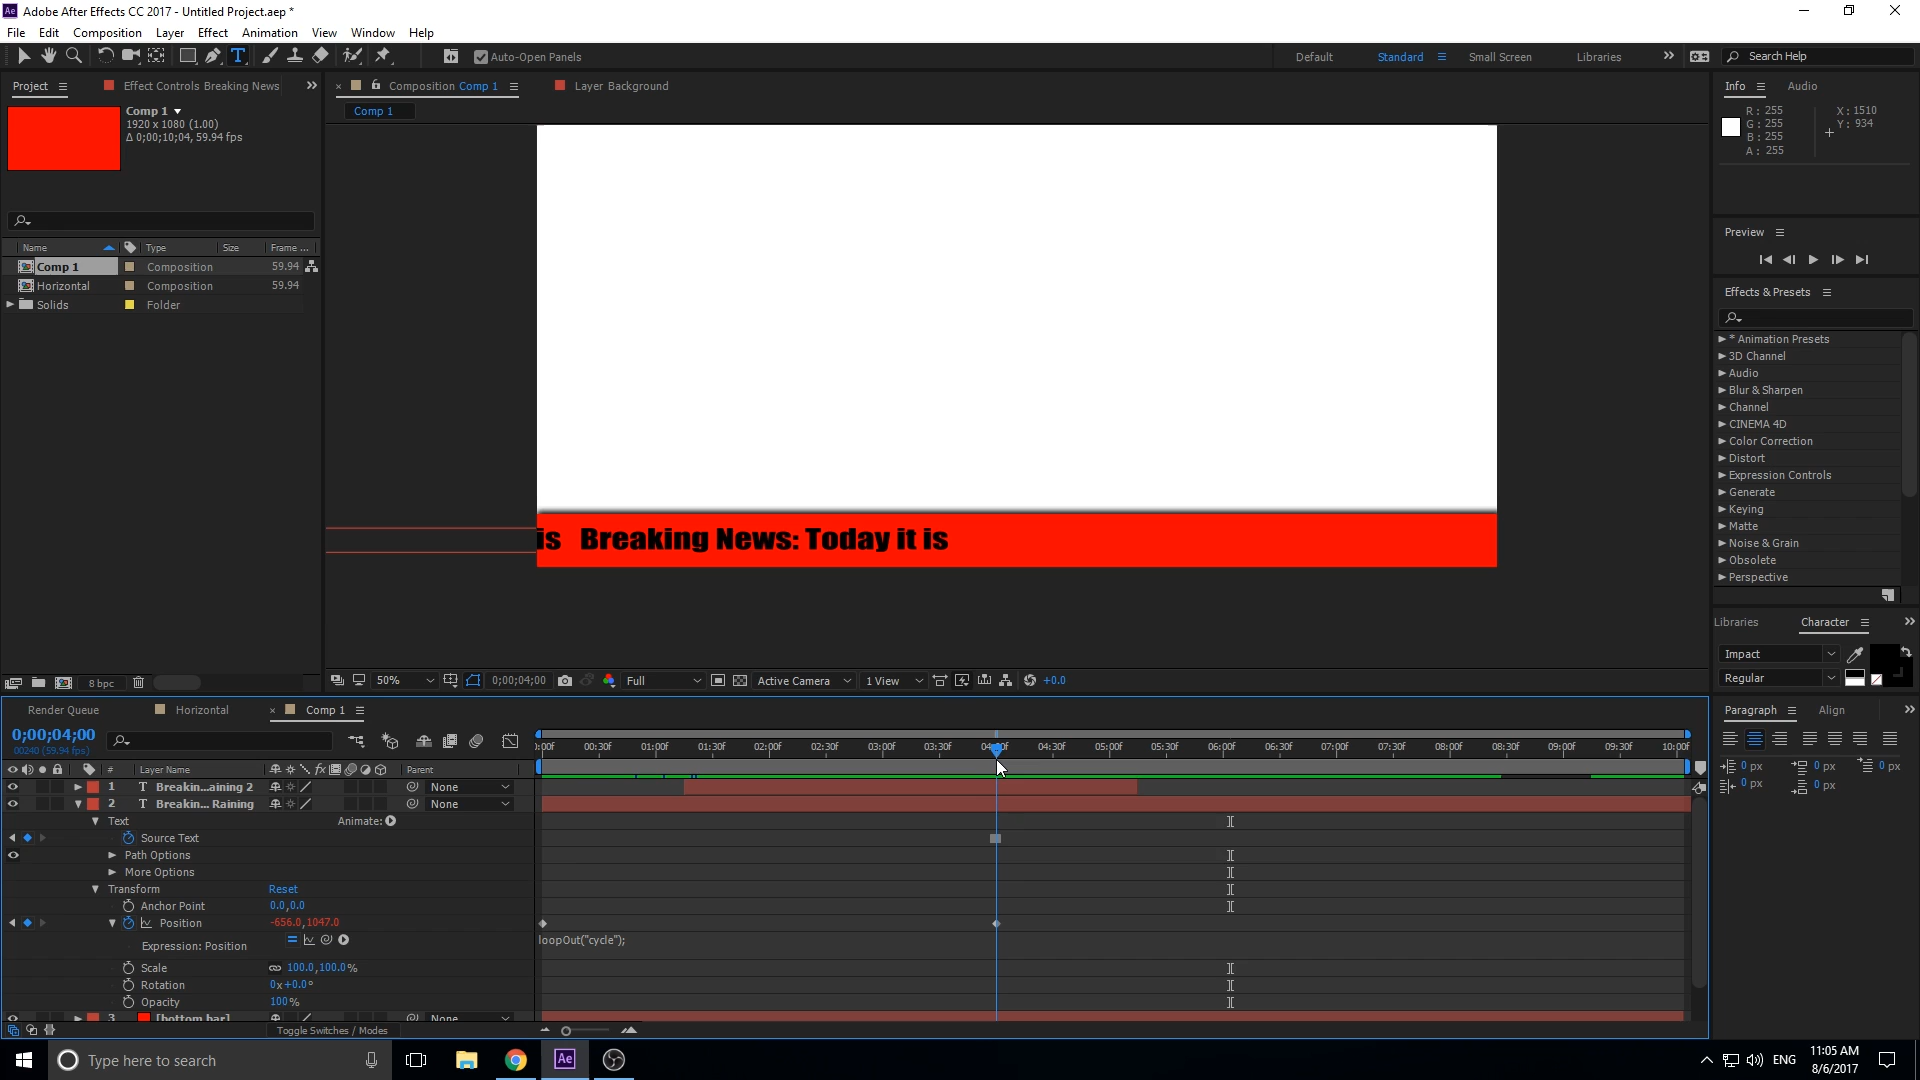 Adobe After Effects CC 2017 - Untitled Project.aep *
File Edit Composition Layer Effect Animation View Window Help
Auto-Open Panels
Default Standard Small Screen Libraries
Search Help
Project
Effect Controls Breaking News
Composition Comp 1
Layer Background
Info Audio
Comp 1
1920 x 1080 (1.00)
Δ 0;00;10;04, 59.94 fps
Comp 1
R: 255
G: 255
B: 255
A: 255
X: 1510
Y: 934
Preview
Name Type Size Frame ...
Comp 1 Composition 59.94
Horizontal Composition 59.94
Solids Folder
Effects & Presets
* Animation Presets
3D Channel
Audio
Blur & Sharpen
Channel
CINEMA 4D
Color Correction
Distort
Expression Controls
Generate
Keying
Matte
Noise & Grain
Obsolete
Perspective
is Breaking News: Today it is
Libraries Character
Impact
Regular
8 bpc
50% 0;00;04;00 Full Active Camera 1 View +0.0
Render Queue Horizontal Comp 1
Paragraph Align
0;00;04;00
00240 (59.94 fps)
:00f 00:30f 01:00f 01:30f 02:00f 02:30f 03:00f 03:30f 04:00f 04:30f 05:00f 05:30f 06:00f 06:30f 07:00f 07:30f 08:00f 08:30f 09:00f 09:30f 10:00f
0 px 0 px 0 px
0 px 0 px
# Layer Name fx Parent
1 T Breakin...aining 2 None
2 T Breakin... Raining None
Text Animate:
Source Text
Path Options
More Options
Transform Reset
Anchor Point 0.0,0.0
Position -656.0,1047.0
Expression: Position loopOut("cycle");
Scale 100.0,100.0%
Rotation 0x+0.0°
Opacity 100%
3 [bottom bar] None
Toggle Switches / Modes
Type here to search
Ae
ENG
11:05 AM
8/6/2017